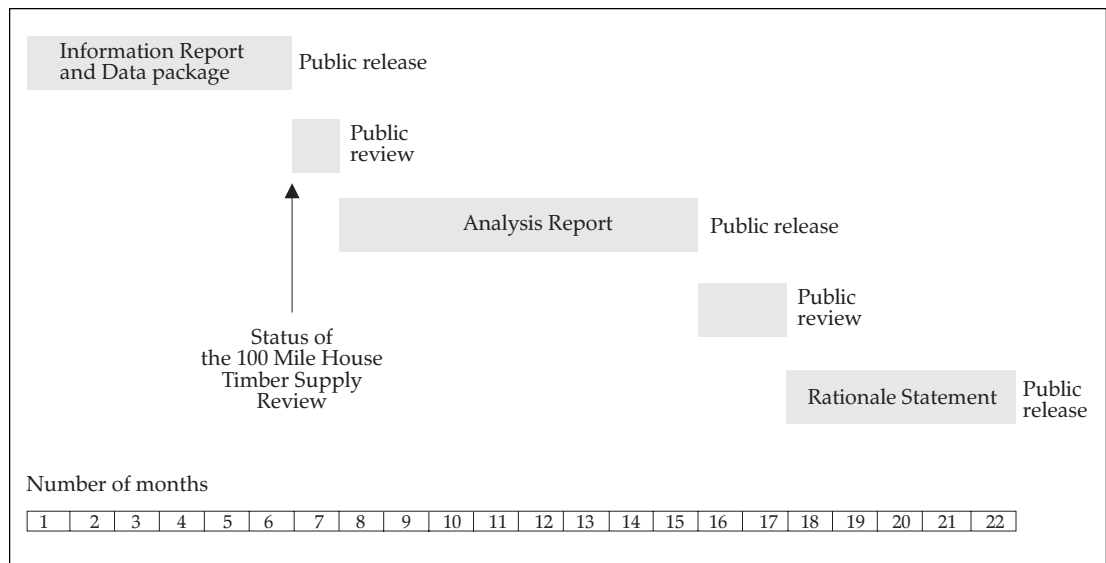 Information Report
and Data package
Public release
Public
review
Analysis Report
Public release
Public
review
Status of
the 100 Mile House
Timber Supply
Review
Rationale Statement
Public
release
Number of months
1 2 3 4 5 6 7 8 9 10 11 12 13 14 15 16 17 18 19 20 21 22